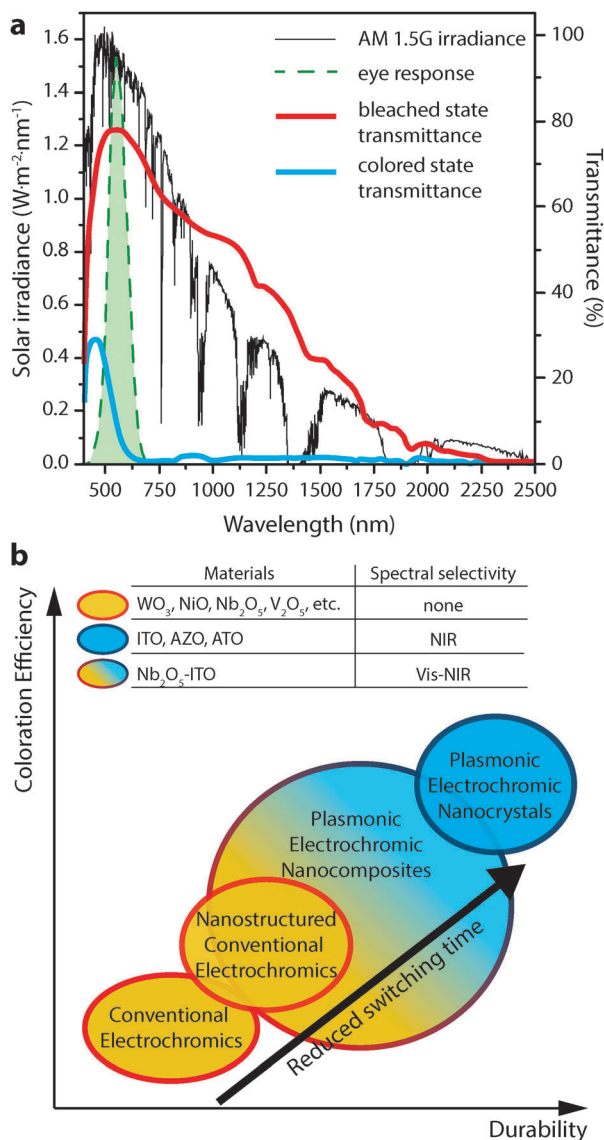 a
AM 1.5G irradiance
eye response
bleached state
transmittance
colored state
transmittance
1.6
1.4
1.2
1.0
0.8
0.6
0.4
0.2
0.0
Solar irradiance (W·m⁻²·nm⁻¹)
100
80
60
40
20
0
Transmittance (%)
500 750 1000 1250 1500 1750 2000 2250 2500
Wavelength (nm)
b
Materials Spectral selectivity
WO₃, NiO, Nb₂O₅, V₂O₅, etc. none
ITO, AZO, ATO NIR
Nb₂O₅-ITO Vis-NIR
Coloration Efficiency
Plasmonic
Electrochromic
Nanocrystals
Plasmonic
Electrochromic
Nanocomposites
Nanostructured
Conventional
Electrochromics
Conventional
Electrochromics
Reduced switching time
Durability